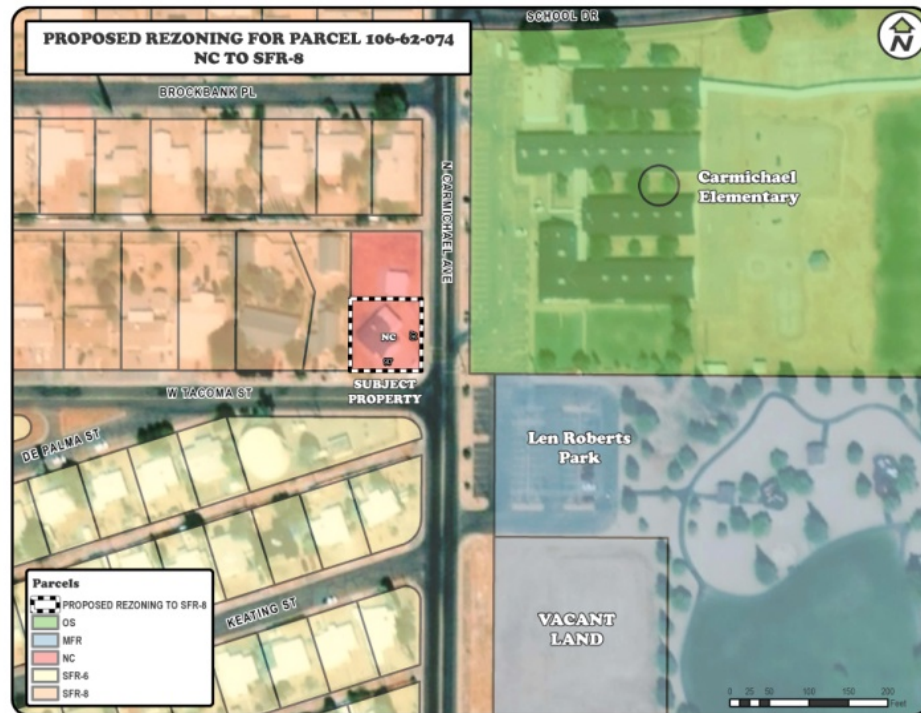 PROPOSED REZONING FOR PARCEL 106-62-074
NC TO SFR-8
SCHOOL DR
N
BROCKBANK PL
N CARMICHAEL AVE
Carmichael
Elementary
NC
SUBJECT
PROPERTY
W TACOMA ST
DE PALMA ST
Len Roberts
Park
KEATING ST
VACANT
LAND
Parcels
PROPOSED REZONING TO SFR-8
OS
MFR
NC
SFR-6
SFR-8
0 25 50 100 150 200
Feet